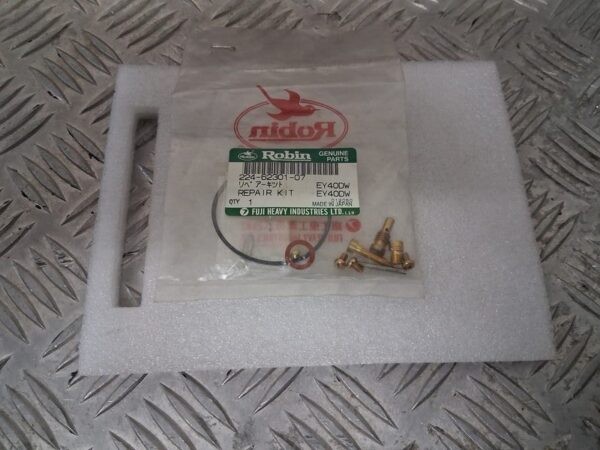 Robin
Robin GENUINE PARTS
224-62301-07
リペアーキット EY40DW
REPAIR KIT EY40DW
QTY 1 MADE IN JAPAN
FUJI HEAVY INDUSTRIES LTD.